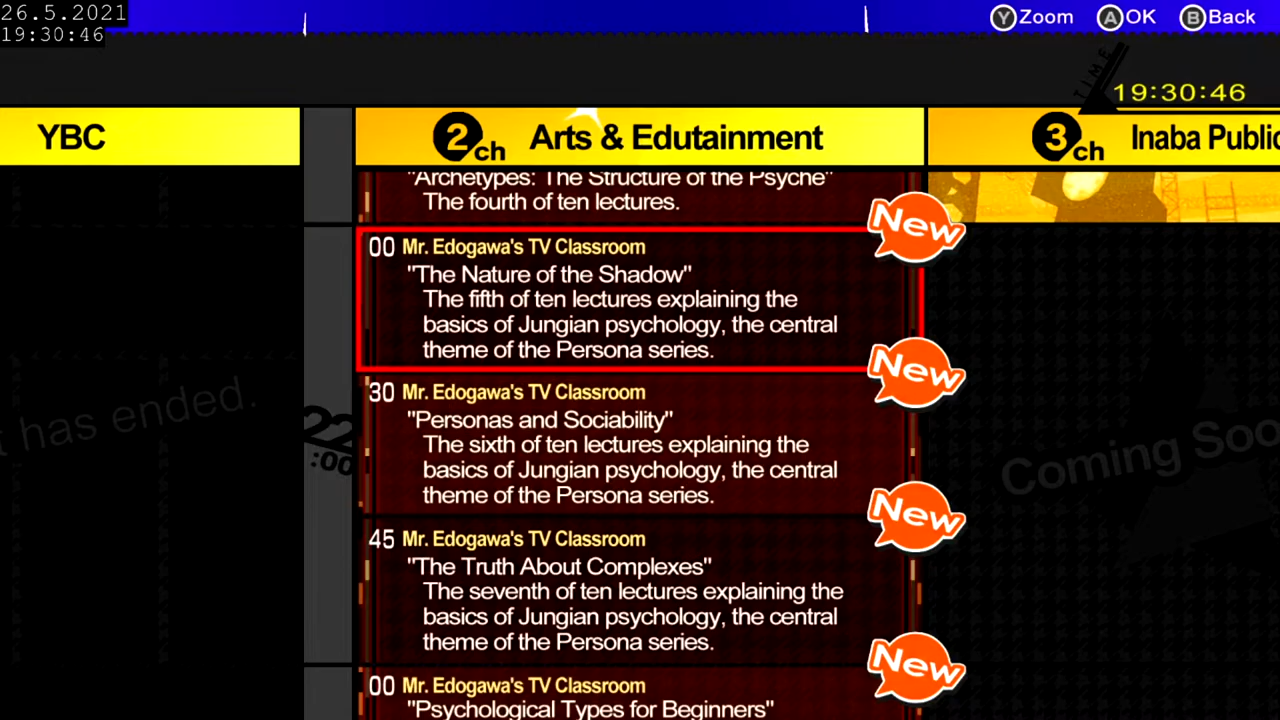 26.5.2021
19:30:46
Y Zoom A OK B Back
TIME
19:30:46
YBC
2 ch Arts & Edutainment
3 ch Inaba Public
"Archetypes: The Structure of the Psyche"
The fourth of ten lectures.
New
00 Mr. Edogawa's TV Classroom
"The Nature of the Shadow"
The fifth of ten lectures explaining the
basics of Jungian psychology, the central
theme of the Persona series.
New
30 Mr. Edogawa's TV Classroom
"Personas and Sociability"
The sixth of ten lectures explaining the
basics of Jungian psychology, the central
theme of the Persona series.
has ended.
22
:00
Coming Soo
New
45 Mr. Edogawa's TV Classroom
"The Truth About Complexes"
The seventh of ten lectures explaining the
basics of Jungian psychology, the central
theme of the Persona series.
New
00 Mr. Edogawa's TV Classroom
"Psychological Types for Beginners"